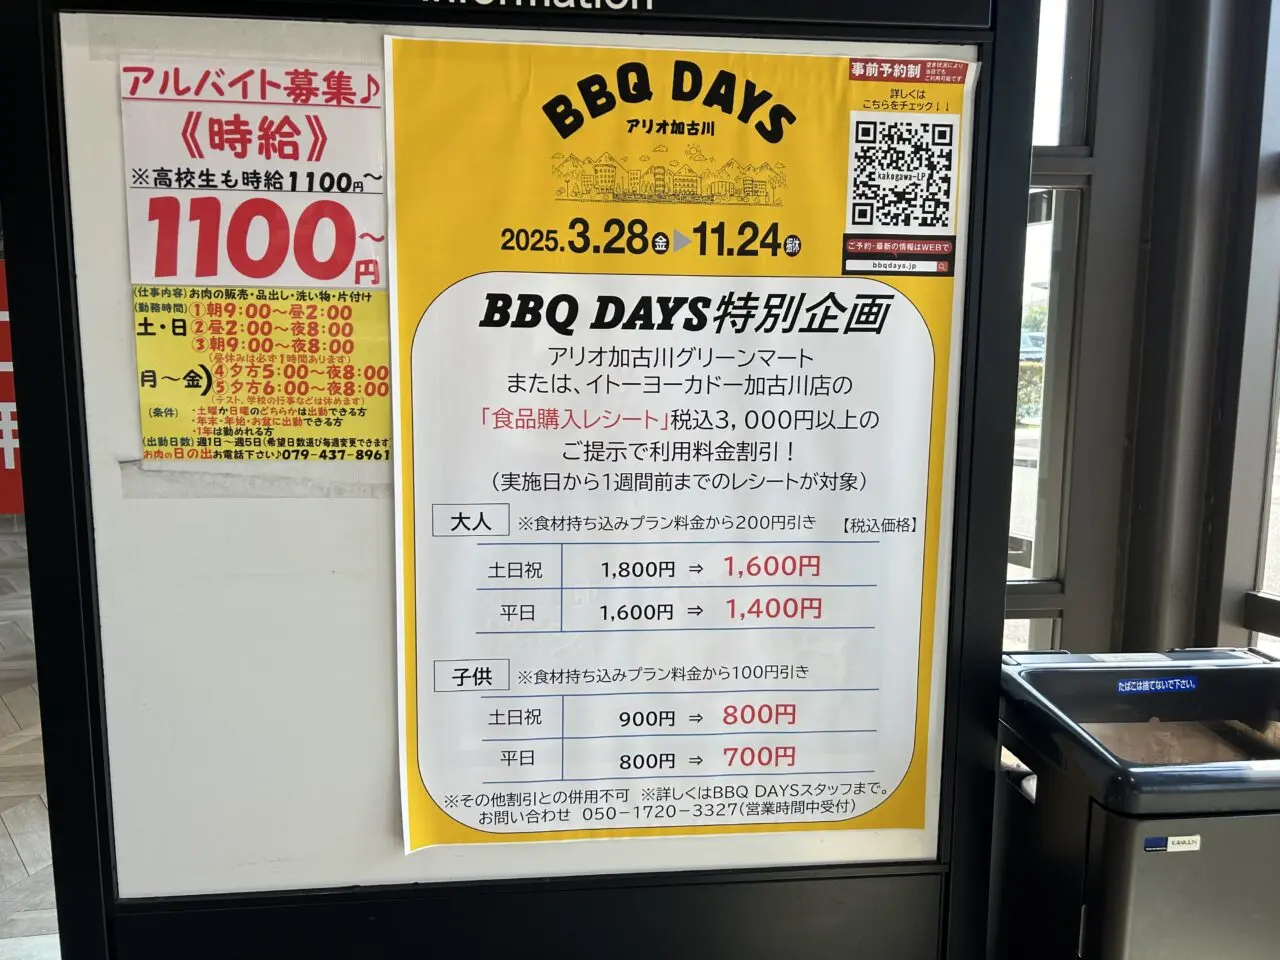 アルバイト募集♪
《時給》
※高校生も時給1100円~
1100円~
(仕事内容) お肉の販売・品出し・洗い物・片付け
(勤務時間) ①朝9:00~昼2:00
土・日 ②昼2:00~夜8:00
③朝9:00~夜8:00
(昼休みは必ず1時間あります)
月~金) ④夕方5:00~夜8:00
⑤夕方6:00~夜8:00
(テスト、学校の行事などは休めます)
(条件) ・土曜か日曜のどちらかは出勤できる方
・年末・年始・お盆に出勤できる方
・1年は勤めれる方
(出勤日数) 週1日~週5日(希望日数選び毎週変更できます
お肉の日の出お電話下さい♪079-437-8961
BBQ DAYS
アリオ加古川
2025.3.28金▶11.24振休
事前予約制 空き状況により当日でもご利用可能です
詳しくは
こちらをチェック↓↓
kakogawa-LP
ご予約・最新の情報はWEBで
bbqdays.jp
BBQ DAYS特別企画
アリオ加古川グリーンマート
または、イトーヨーカドー加古川店の
「食品購入レシート」税込3,000円以上の
ご提示で利用料金割引!
(実施日から1週間前までのレシートが対象)
大人 ※食材持ち込みプラン料金から200円引き 【税込価格】
土日祝 1,800円 ⇒ 1,600円
平日 1,600円 ⇒ 1,400円
子供 ※食材持ち込みプラン料金から100円引き
土日祝 900円 ⇒ 800円
平日 800円 ⇒ 700円
※その他割引との併用不可 ※詳しくはBBQ DAYSスタッフまで。
お問い合わせ 050-1720-3327(営業時間中受付)
たばこは捨てないで下さい。